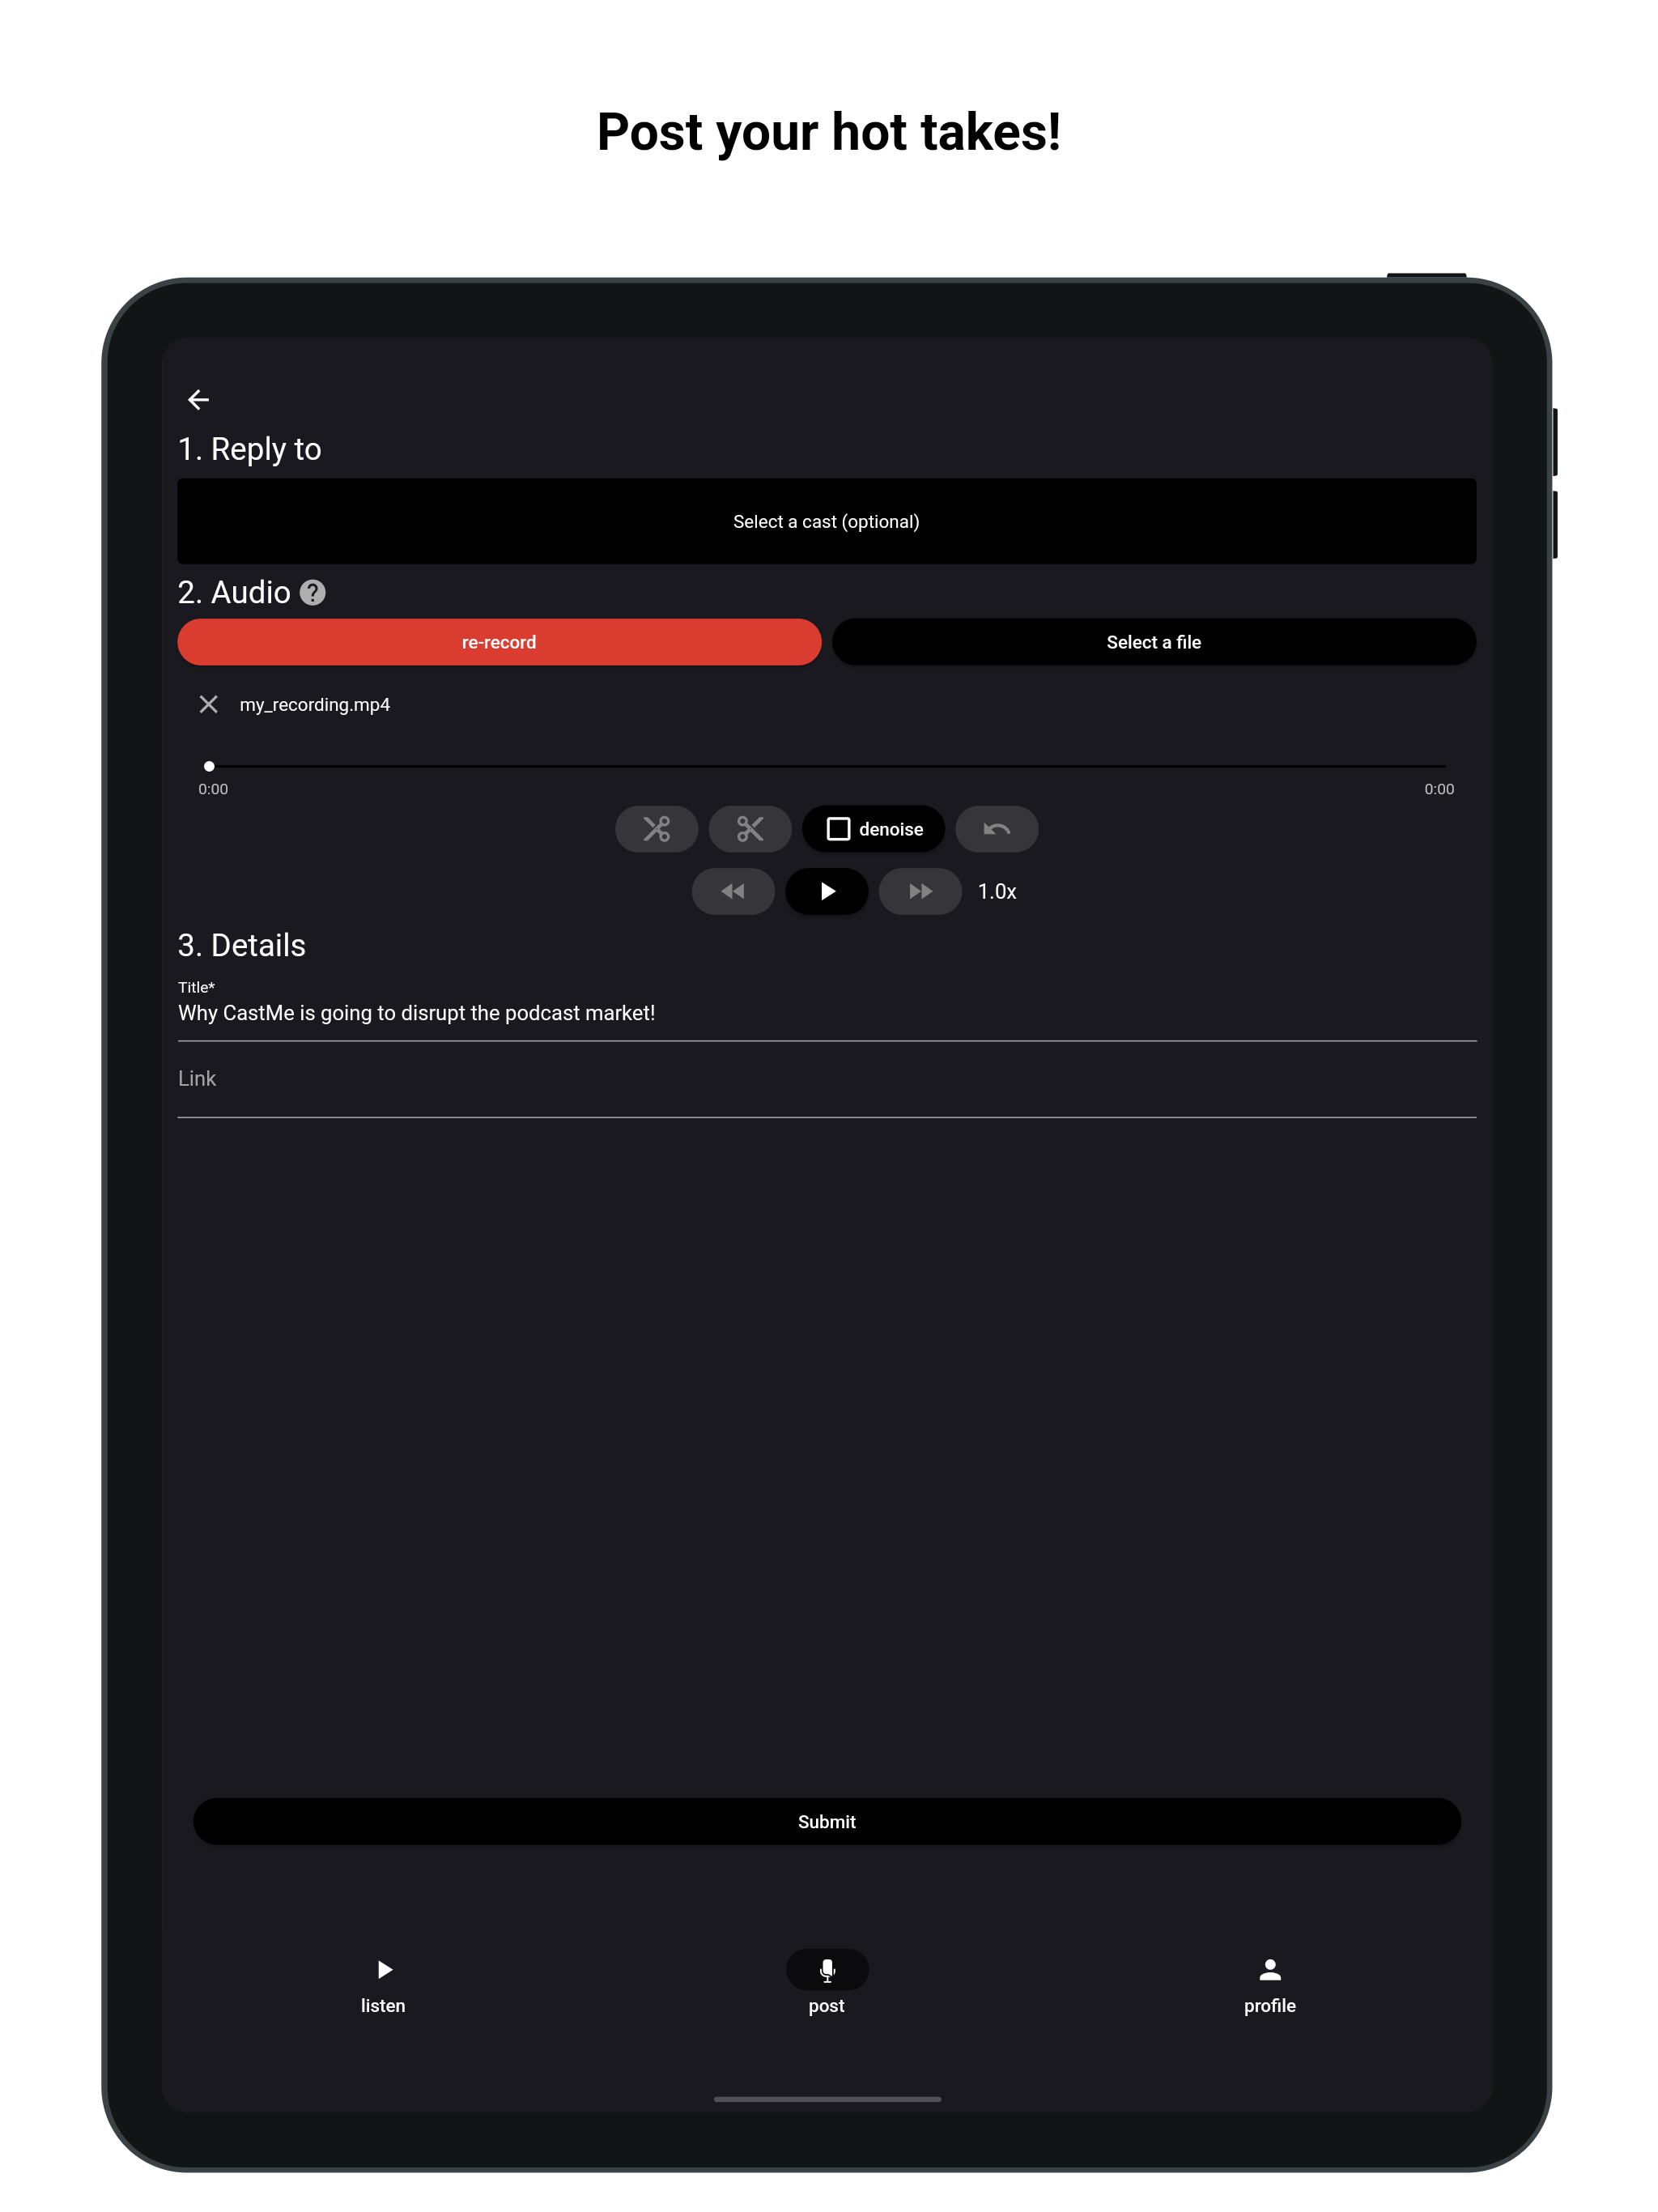 Post your hot takes!
1. Reply to
Select a cast (optional)
2. Audio
re-record
Select a file
my_recording.mp4
0:00
0:00
denoise
1.0x
3. Details
Title*
Why CastMe is going to disrupt the podcast market!
Link
Submit
listen
post
profile